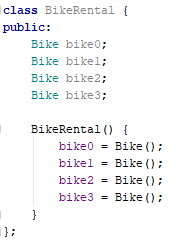 class BikeRental {
public:
    Bike bike0;
    Bike bike1;
    Bike bike2;
    Bike bike3;

    BikeRental() {
        bike0 = Bike();
        bike1 = Bike();
        bike2 = Bike();
        bike3 = Bike();
    }
};